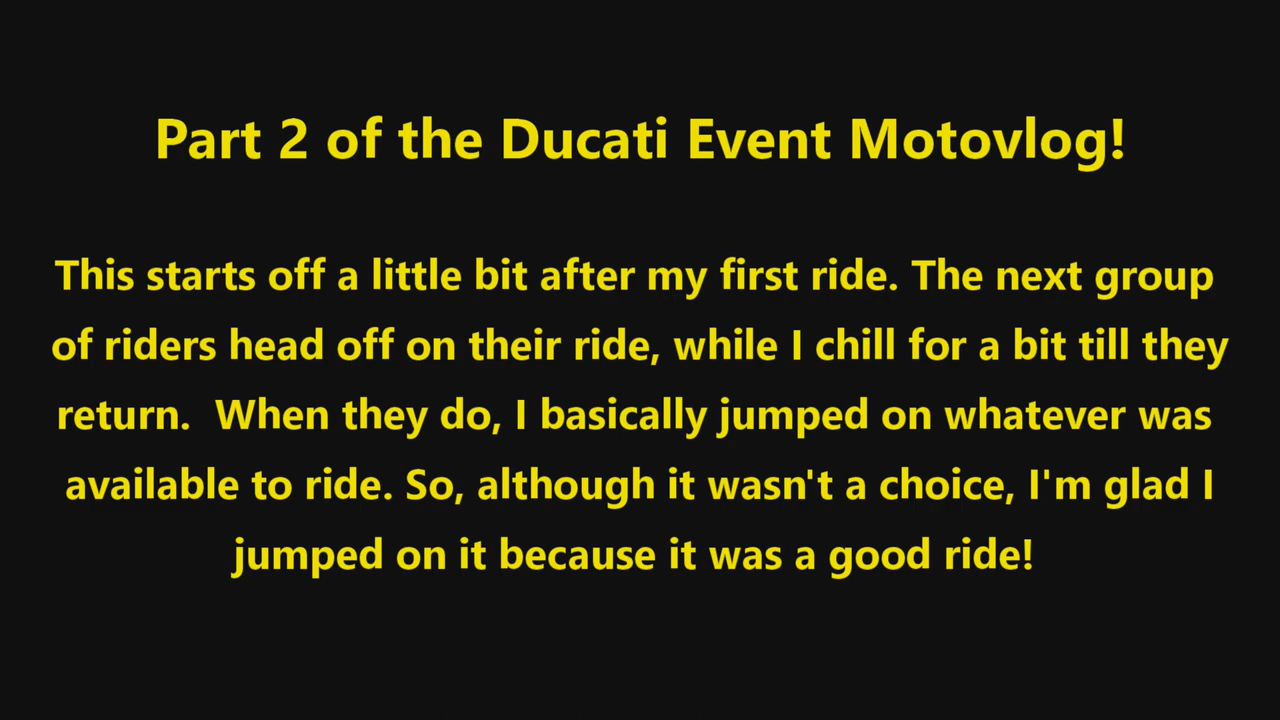 Part 2 of the Ducati Event Motovlog!
This starts off a little bit after my first ride. The next group
of riders head off on their ride, while I chill for a bit till they
return.  When they do, I basically jumped on whatever was
available to ride. So, although it wasn't a choice, I'm glad I
jumped on it because it was a good ride!